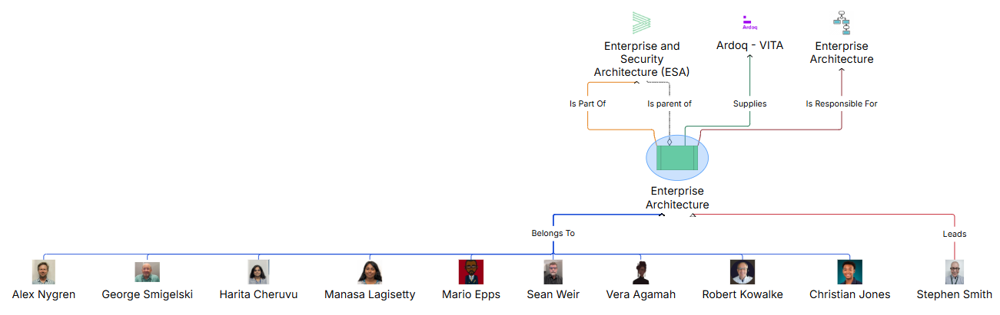 Ardoq
Enterprise and
Security
Architecture (ESA)
Ardoq - VITA
Enterprise
Architecture
Is Part Of
Is parent of
Supplies
Is Responsible For
Enterprise
Architecture
Belongs To
Leads
Alex Nygren
George Smigelski
Harita Cheruvu
Manasa Lagisetty
Mario Epps
Sean Weir
Vera Agamah
Robert Kowalke
Christian Jones
Stephen Smith